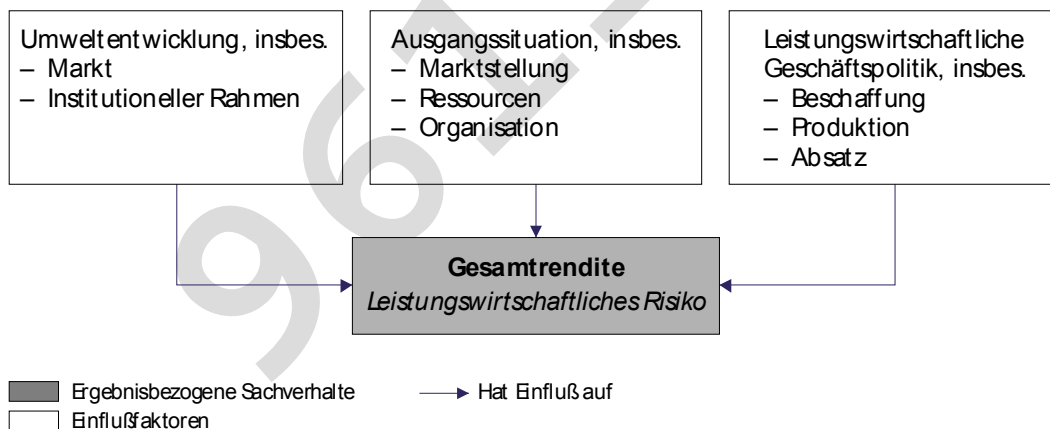 Umweltentwicklung, insbes.
– Markt
– Institutioneller Rahmen
Ausgangssituation, insbes.
– Marktstellung
– Ressourcen
– Organisation
Leistungswirtschaftliche
Geschäftspolitik, insbes.
– Beschaffung
– Produktion
– Absatz
Gesamtrendite
Leistungswirtschaftliches Risiko
Ergebnisbezogene Sachverhalte
Hat Einfluß auf
Einflußfaktoren
961